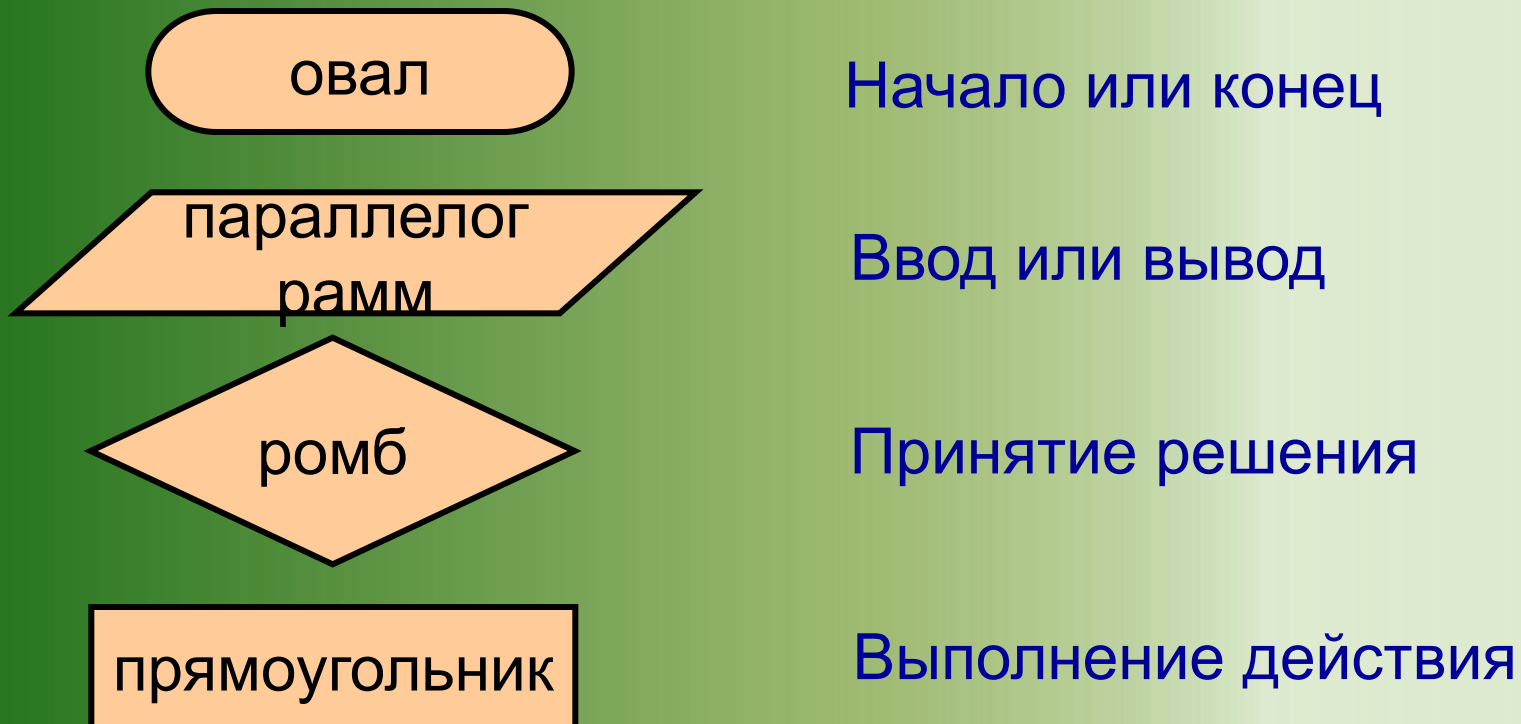 овал
Начало или конец
параллелог
рамм
Ввод или вывод
ромб
Принятие решения
прямоугольник
Выполнение действия